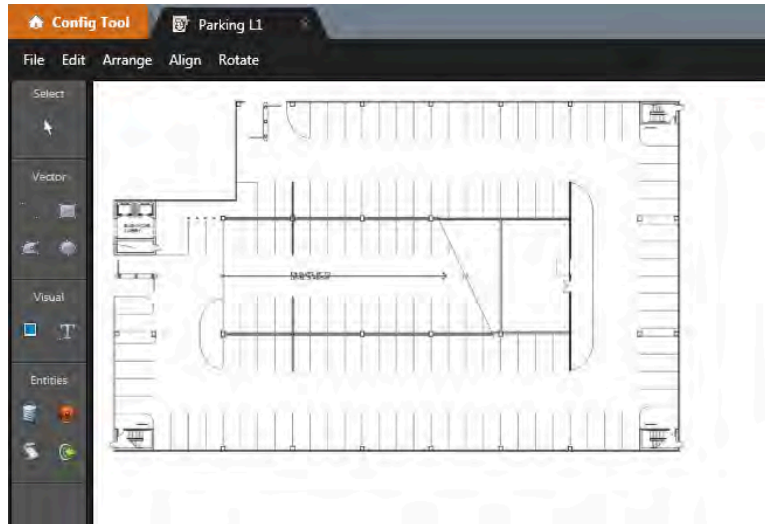 Config Tool
Parking L1
File Edit Arrange Align Rotate
Select
Vector
Visual
T
Entities